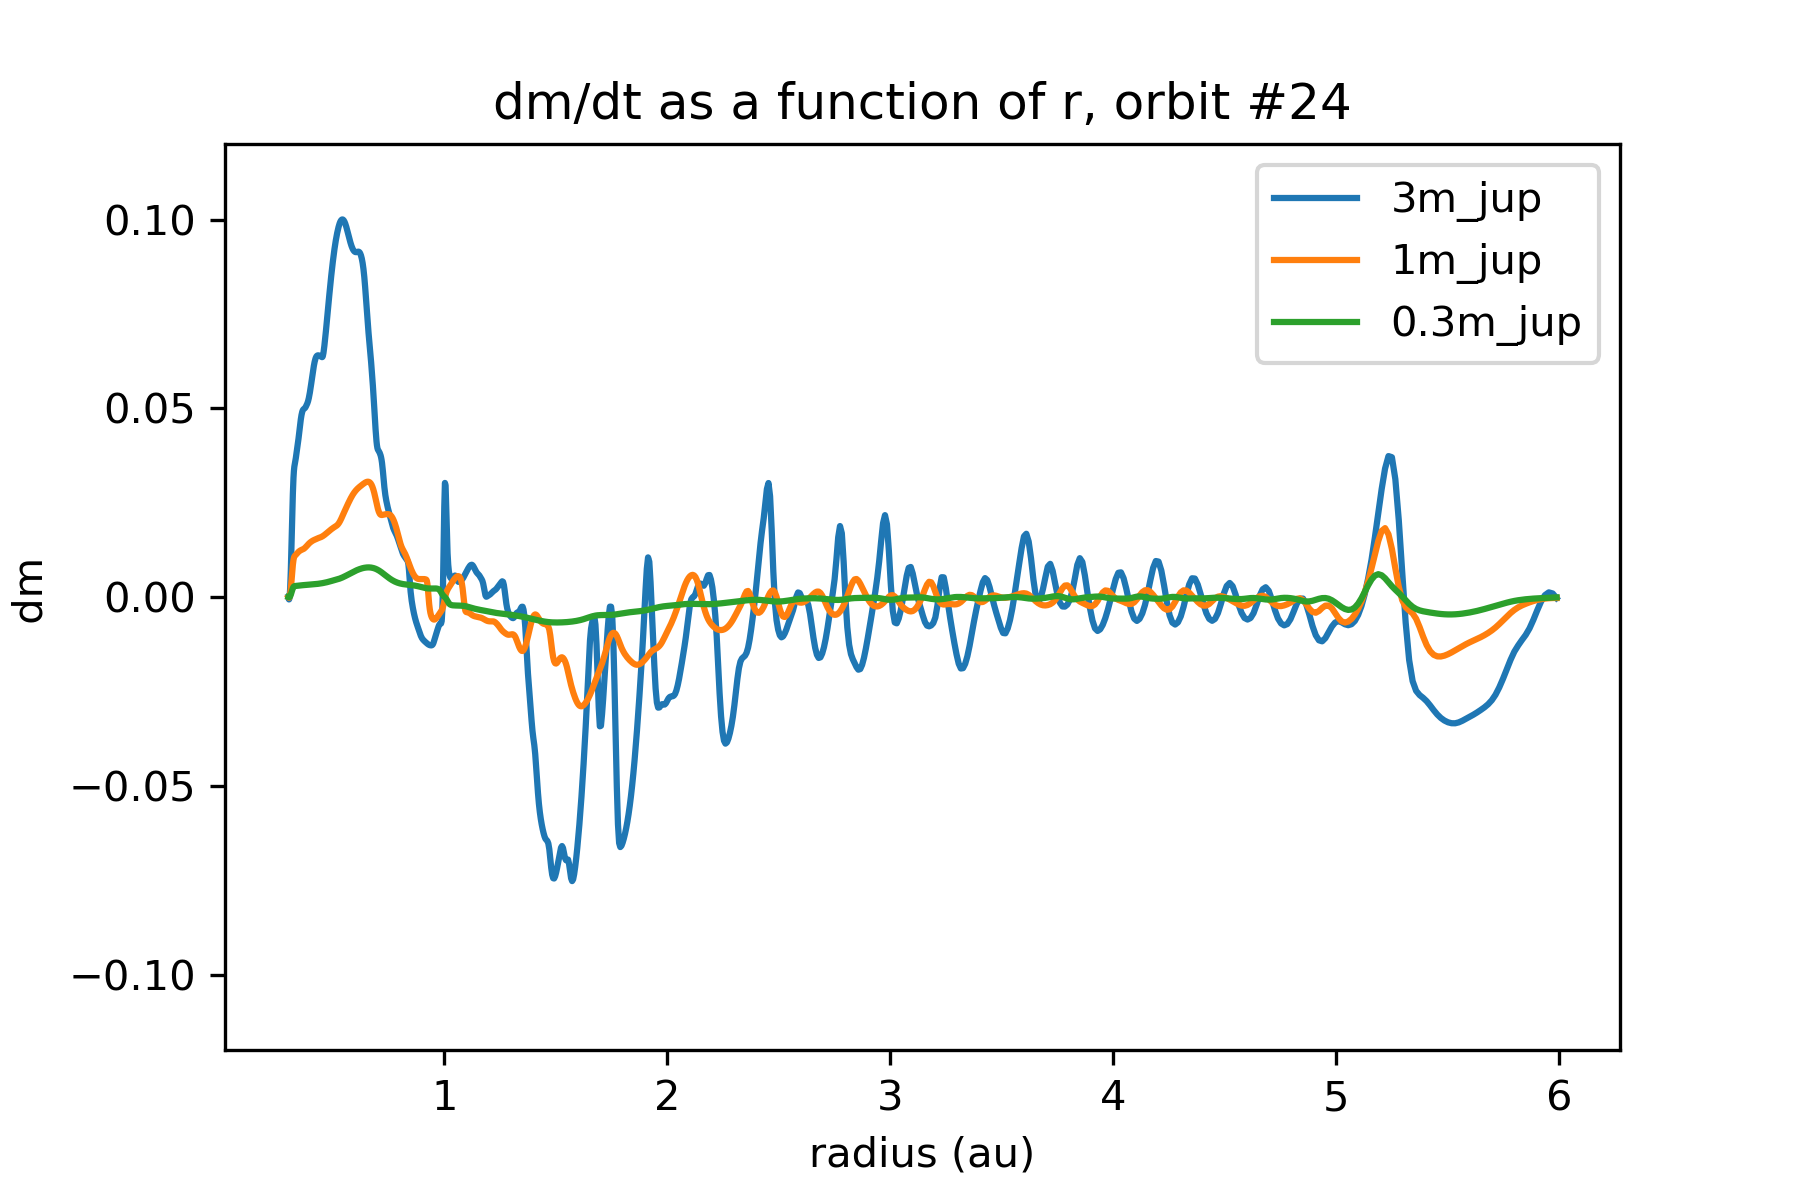 dm/dt as a function of r, orbit #24
3m_jup
1m_jup
0.3m_jup
dm
0.10
0.05
0.00
−0.05
−0.10
1 2 3 4 5 6
radius (au)